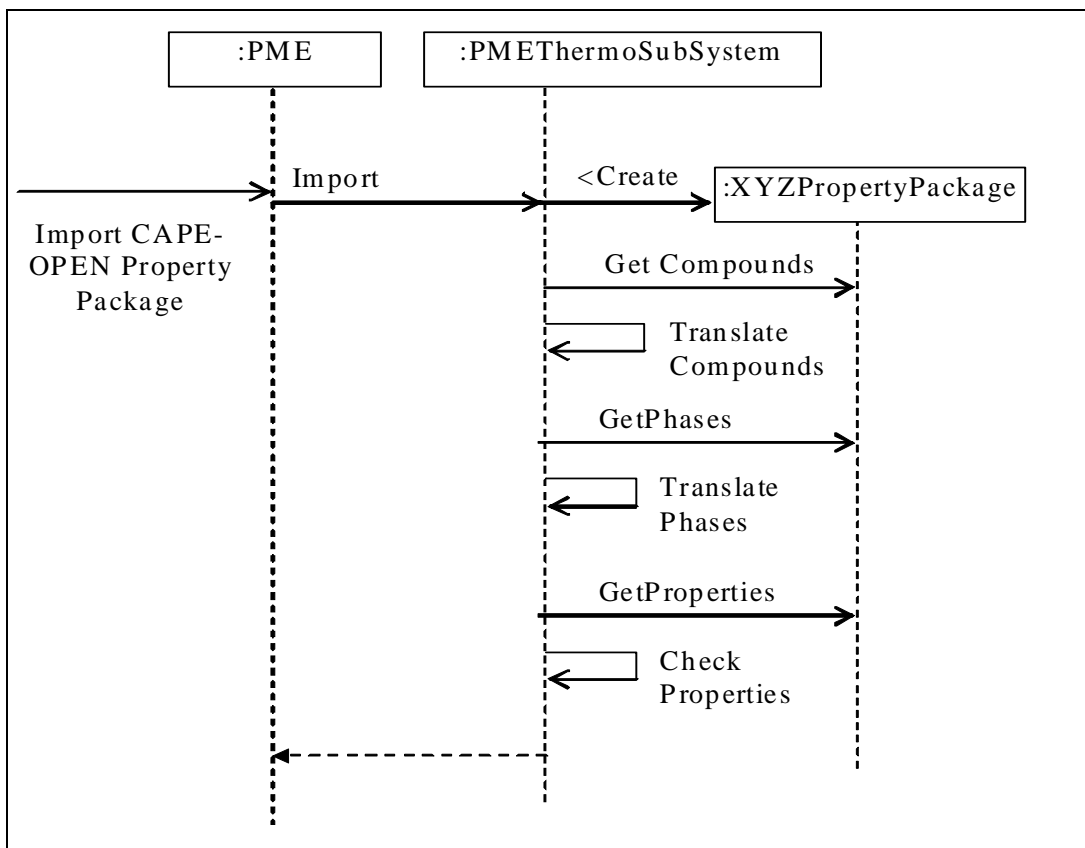 :PME
:PMEThermoSubSystem
Import
<Create
:XYZPropertyPackage
Import CAPE-
OPEN Property
Package
Get Compounds
Translate
Compounds
GetPhases
Translate
Phases
GetProperties
Check
Properties